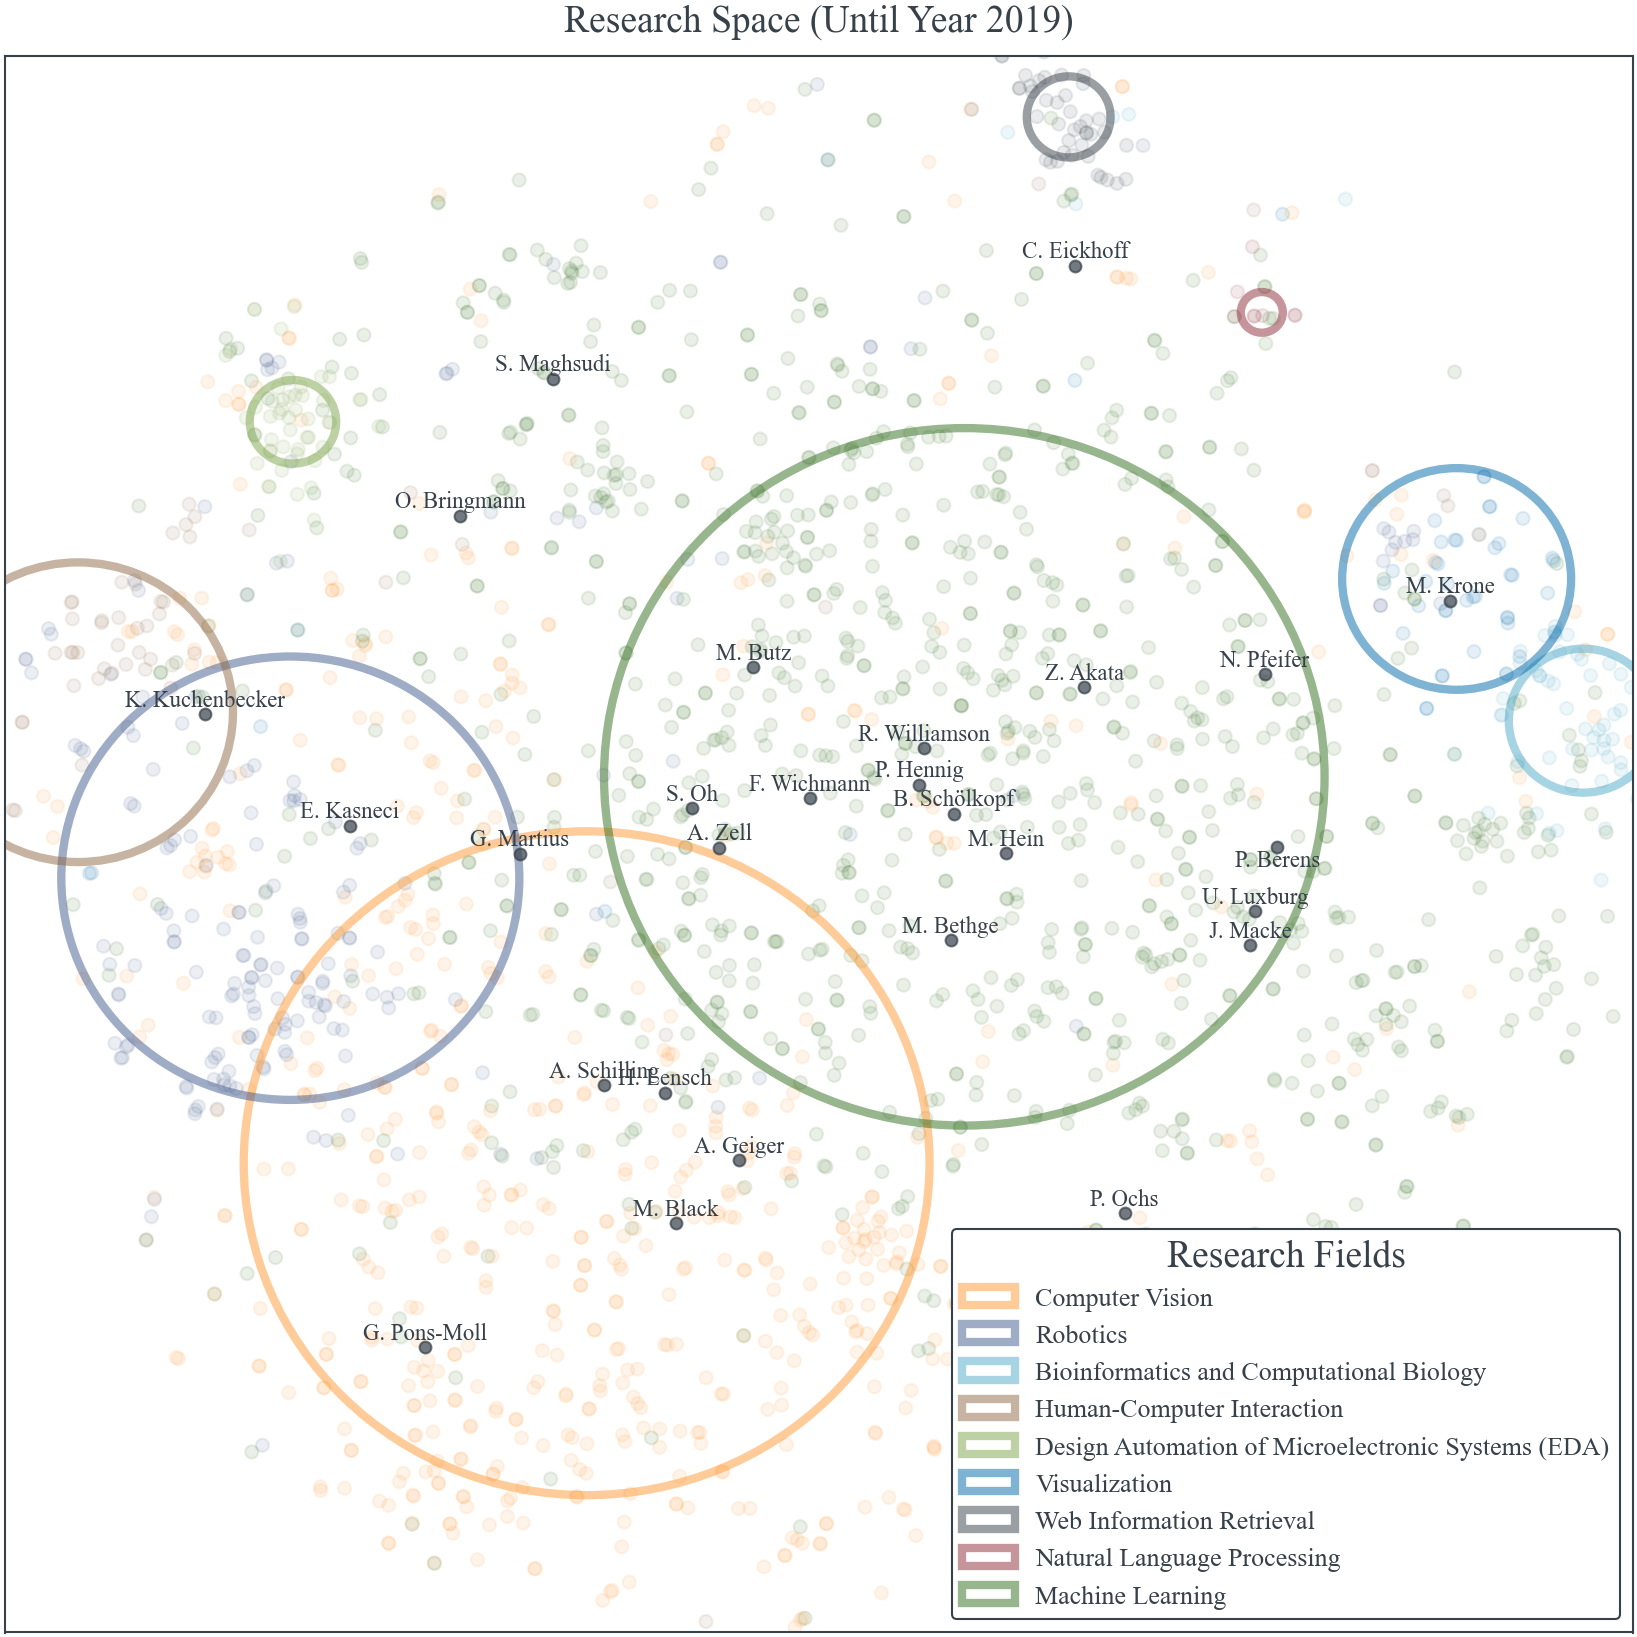 Research Space (Until Year 2019)
C. Eickhoff
S. Maghsudi
O. Bringmann
M. Krone
M. Butz
N. Pfeifer
Z. Akata
K. Kuchenbecker
R. Williamson
P. Hennig
F. Wichmann
S. Oh
B. Schölkopf
E. Kasneci
A. Zell
G. Martius
M. Hein
P. Berens
U. Luxburg
M. Bethge
J. Macke
A. Schilling
H. Lensch
A. Geiger
P. Ochs
M. Black
G. Pons-Moll
Research Fields
Computer Vision
Robotics
Bioinformatics and Computational Biology
Human-Computer Interaction
Design Automation of Microelectronic Systems (EDA)
Visualization
Web Information Retrieval
Natural Language Processing
Machine Learning